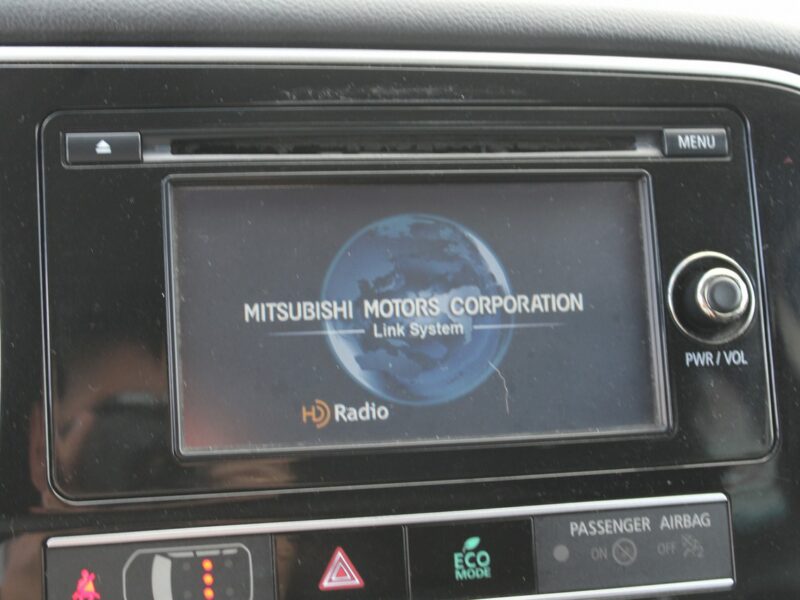 MENU
MITSUBISHI MOTORS CORPORATION
Link System
HD Radio
PWR / VOL
PASSENGER AIRBAG
ON OFF
ECO
MODE